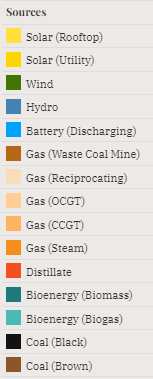 Sources
Solar (Rooftop)
Solar (Utility)
Wind
Hydro
Battery (Discharging)
Gas (Waste Coal Mine)
Gas (Reciprocating)
Gas (OCGT)
Gas (CCGT)
Gas (Steam)
Distillate
Bioenergy (Biomass)
Bioenergy (Biogas)
Coal (Black)
Coal (Brown)